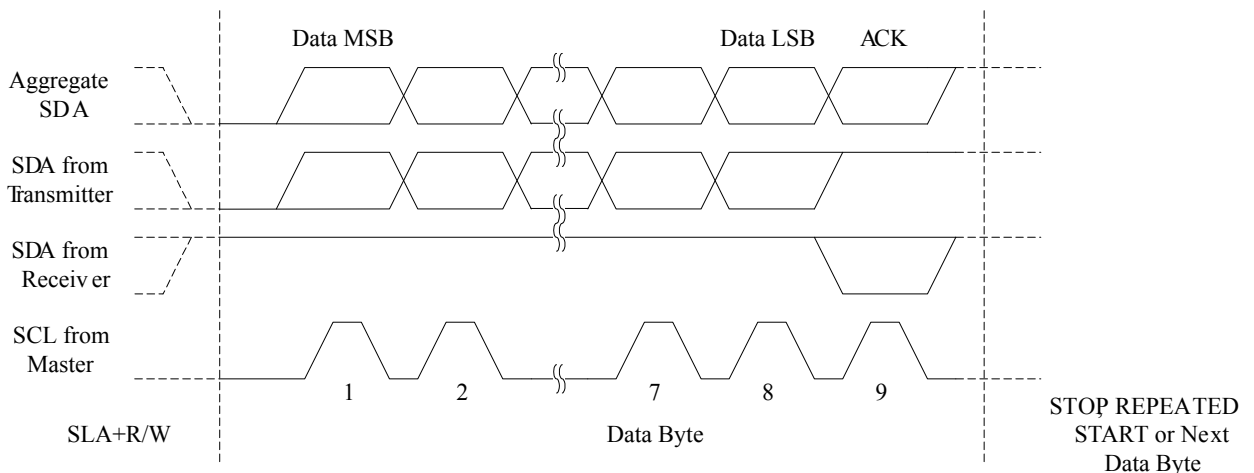 Data MSB
Data LSB
ACK
Aggregate
SDA
SDA from
Transmitter
SDA from
Receiver
SCL from
Master
1
2
7
8
9
SLA+R/W
Data Byte
STOP, REPEATED
START or Next
Data Byte